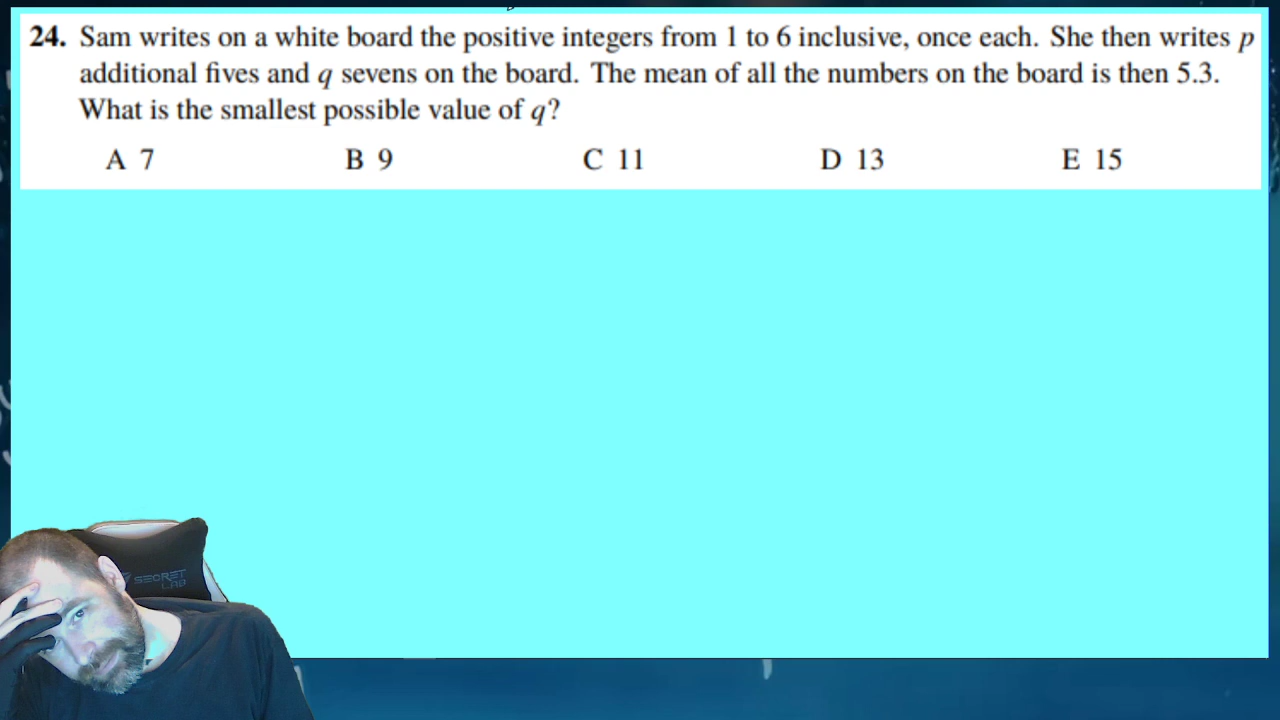 24. Sam writes on a white board the positive integers from 1 to 6 inclusive, once each. She then writes p
additional fives and q sevens on the board. The mean of all the numbers on the board is then 5.3.
What is the smallest possible value of q?
A 7 B 9 C 11 D 13 E 15
SECRET
LAB